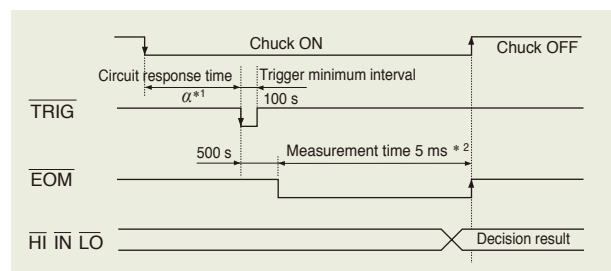 Chuck ON
Chuck OFF
Circuit response time
Trigger minimum interval
α*1
100 s
TRIG
500 s
Measurement time 5 ms *2
EOM
HI IN LO
Decision result